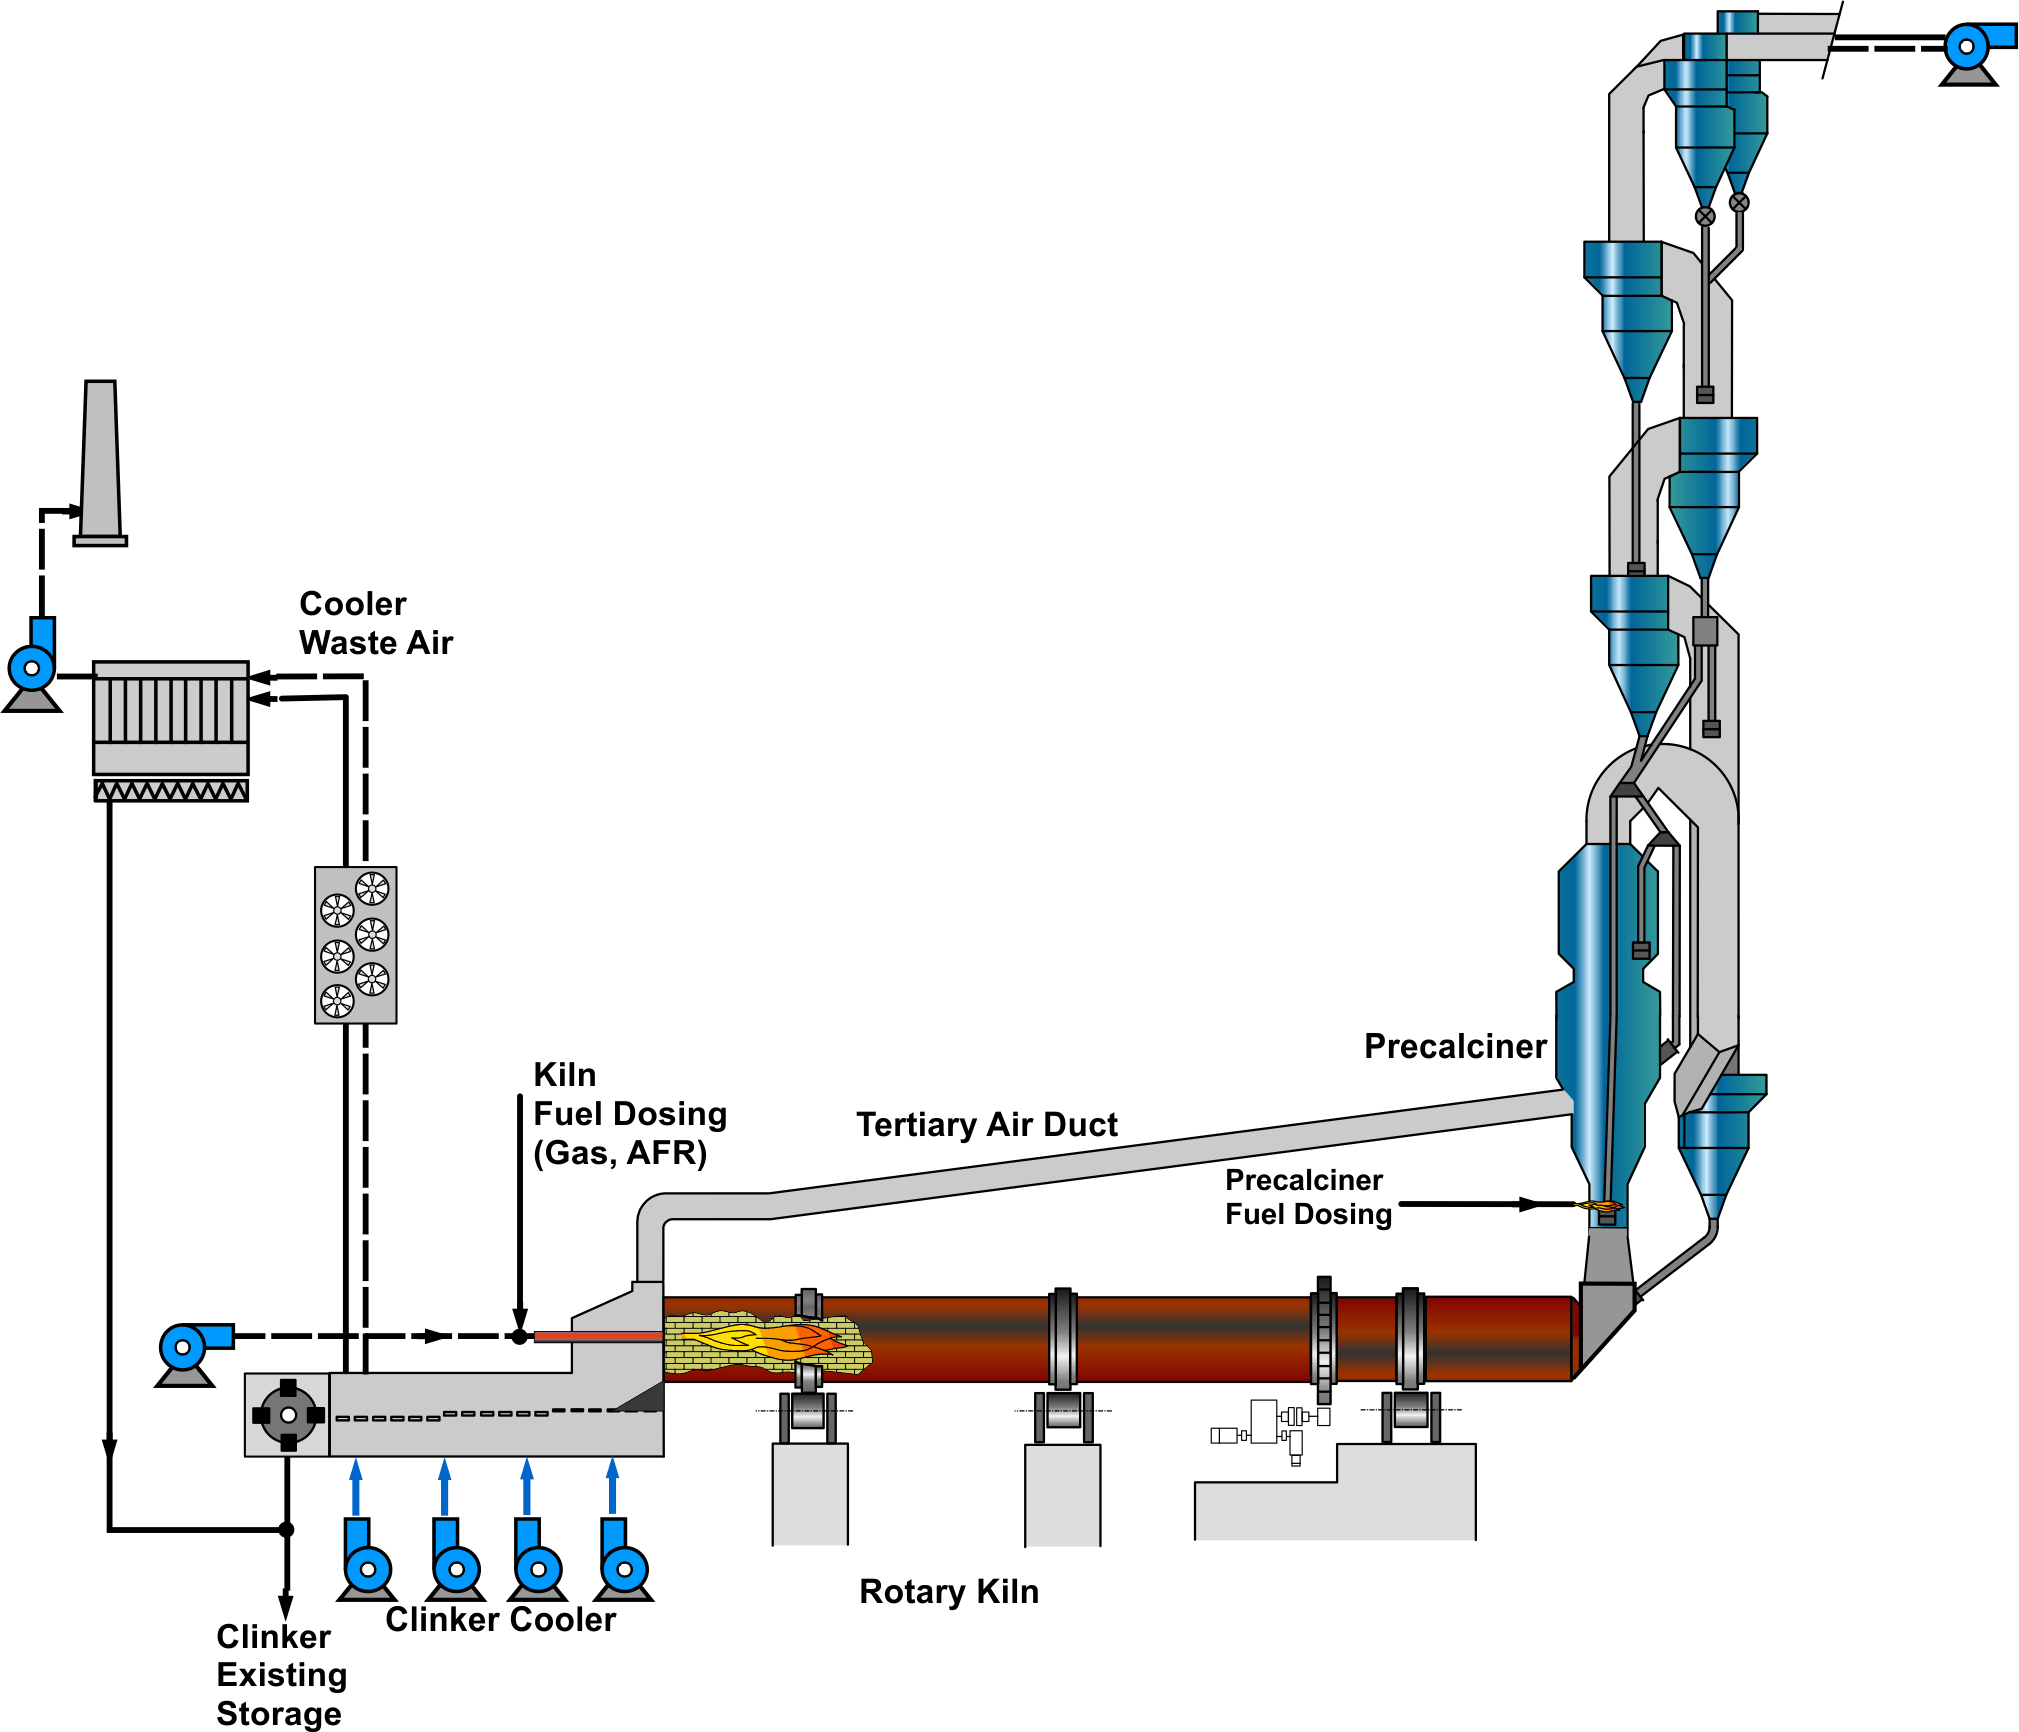 Cooler
Waste Air
Kiln
Fuel Dosing
(Gas, AFR)
Precalciner
Tertiary Air Duct
Precalciner
Fuel Dosing
Rotary Kiln
Clinker Cooler
Clinker
Existing
Storage